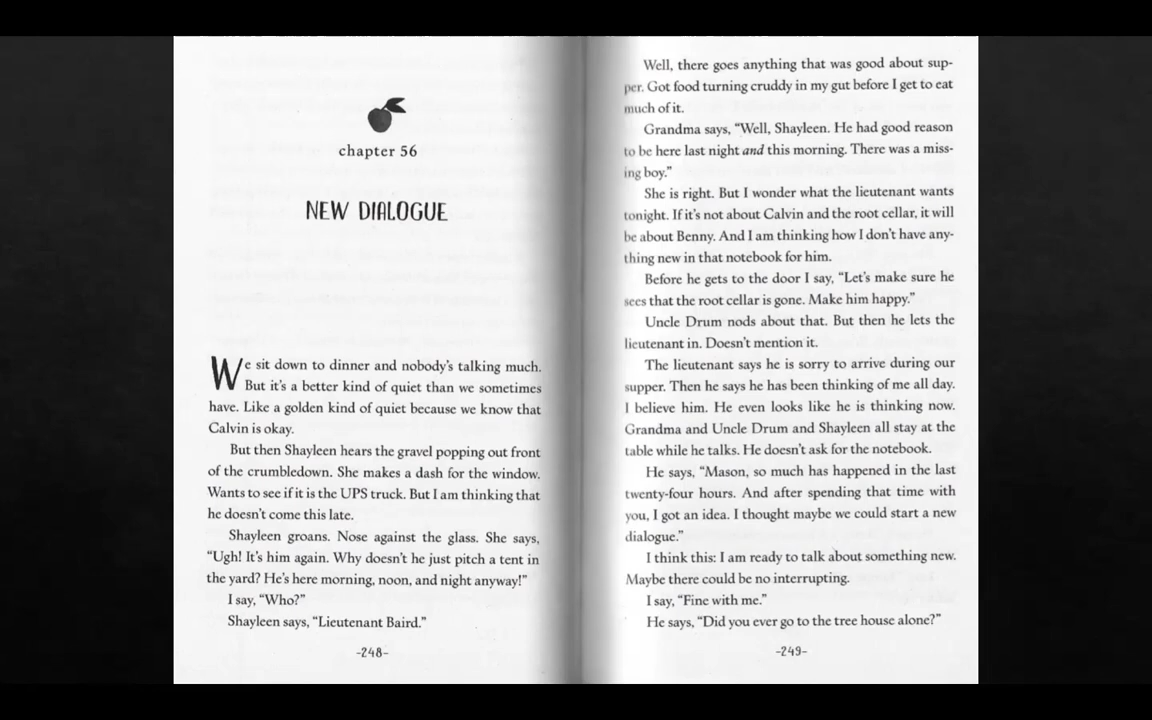 chapter 56
NEW DIALOGUE
We sit down to dinner and nobody's talking much.
But it's a better kind of quiet than we sometimes
have. Like a golden kind of quiet because we know that
Calvin is okay.
But then Shayleen hears the gravel popping out front
of the crumbledown. She makes a dash for the window.
Wants to see if it is the UPS truck. But I am thinking that
he doesn't come this late.
Shayleen groans. Nose against the glass. She says,
"Ugh! It's him again. Why doesn't he just pitch a tent in
the yard? He's here morning, noon, and night anyway!"
I say, "Who?"
Shayleen says, "Lieutenant Baird."
-248-
Well, there goes anything that was good about sup-
per. Got food turning cruddy in my gut before I get to eat
much of it.
Grandma says, "Well, Shayleen. He had good reason
to be here last night and this morning. There was a miss-
ing boy."
She is right. But I wonder what the lieutenant wants
tonight. If it's not about Calvin and the root cellar, it will
be about Benny. And I am thinking how I don't have any-
thing new in that notebook for him.
Before he gets to the door I say, "Let's make sure he
sees that the root cellar is gone. Make him happy."
Uncle Drum nods about that. But then he lets the
lieutenant in. Doesn't mention it.
The lieutenant says he is sorry to arrive during our
supper. Then he says he has been thinking of me all day.
I believe him. He even looks like he is thinking now.
Grandma and Uncle Drum and Shayleen all stay at the
table while he talks. He doesn't ask for the notebook.
He says, "Mason, so much has happened in the last
twenty-four hours. And after spending that time with
you, I got an idea. I thought maybe we could start a new
dialogue."
I think this: I am ready to talk about something new.
Maybe there could be no interrupting.
I say, "Fine with me."
He says, "Did you ever go to the tree house alone?"
-249-